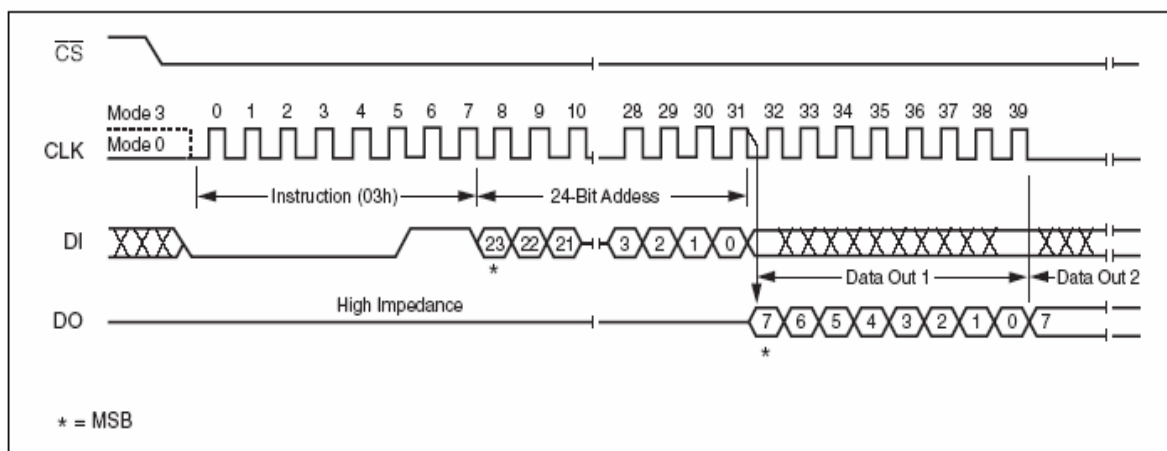 CS
Mode 3
0 1 2 3 4 5 6 7 8 9 10 28 29 30 31 32 33 34 35 36 37 38 39
CLK
Mode 0
Instruction (03h) 24-Bit Addess
DI
23 22 21 3 2 1 0
*
Data Out 1 Data Out 2
High Impedance
DO
7 6 5 4 3 2 1 0 7
*
* = MSB